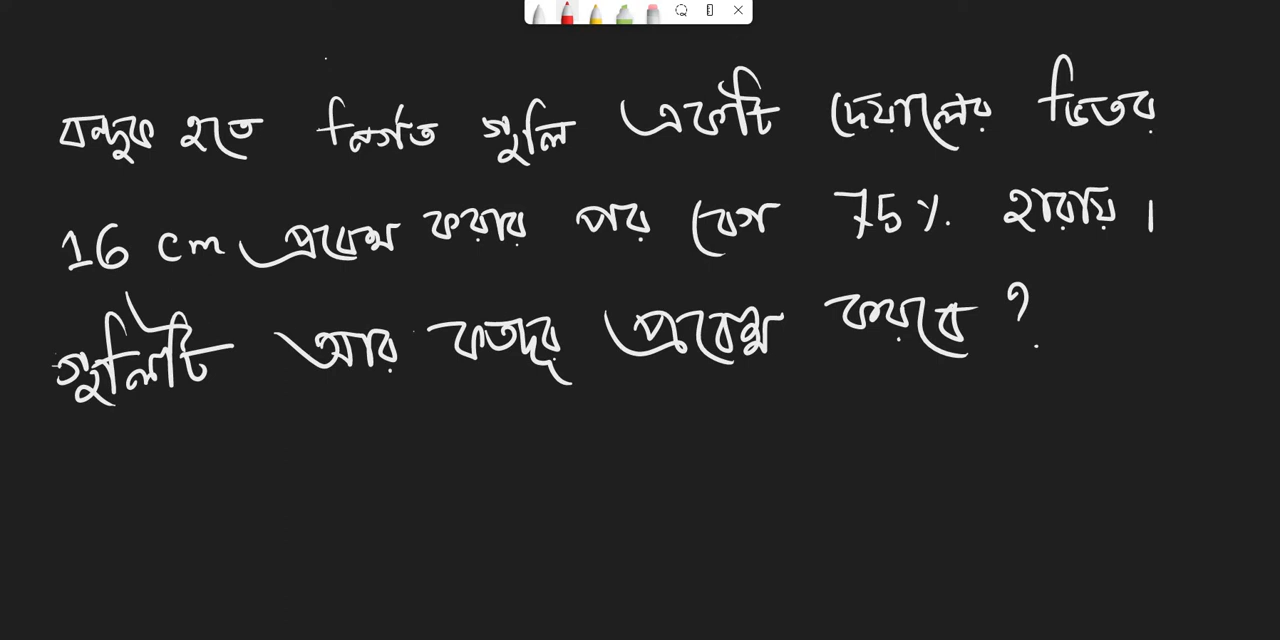 বন্দুক হতে নির্গত গুলি একটি দেয়ালের ভিতর
16 cm প্রবেশ করার পর বেগ 75% হারায়।
গুলিটি আর কতদূর প্রবেশ করবে?